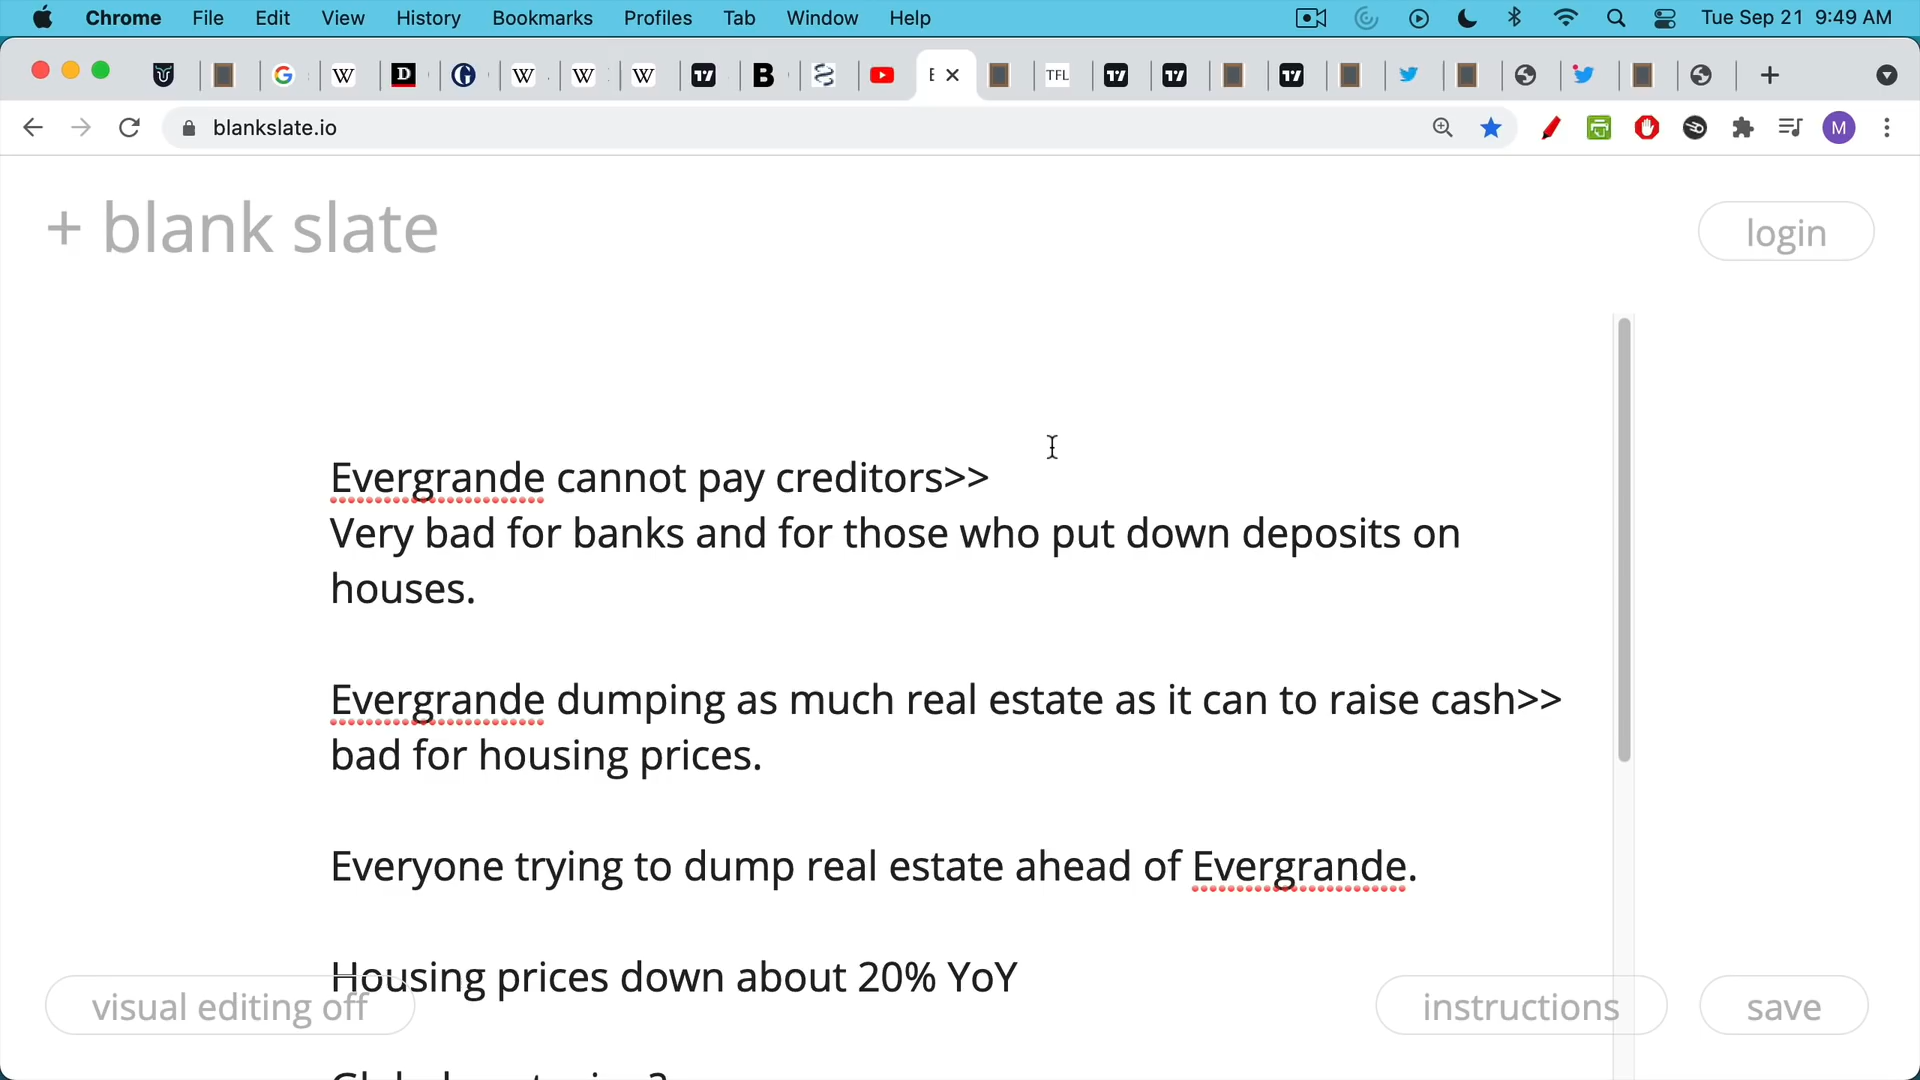 Chrome File Edit View History Bookmarks Profiles Tab Window Help Tue Sep 21 9:49 AM
TFL
blankslate.io
M
+ blank slate
login
Evergrande cannot pay creditors>>
Very bad for banks and for those who put down deposits on
houses.
Evergrande dumping as much real estate as it can to raise cash>>
bad for housing prices.
Everyone trying to dump real estate ahead of Evergrande.
Housing prices down about 20% YoY
visual editing off
instructions
save